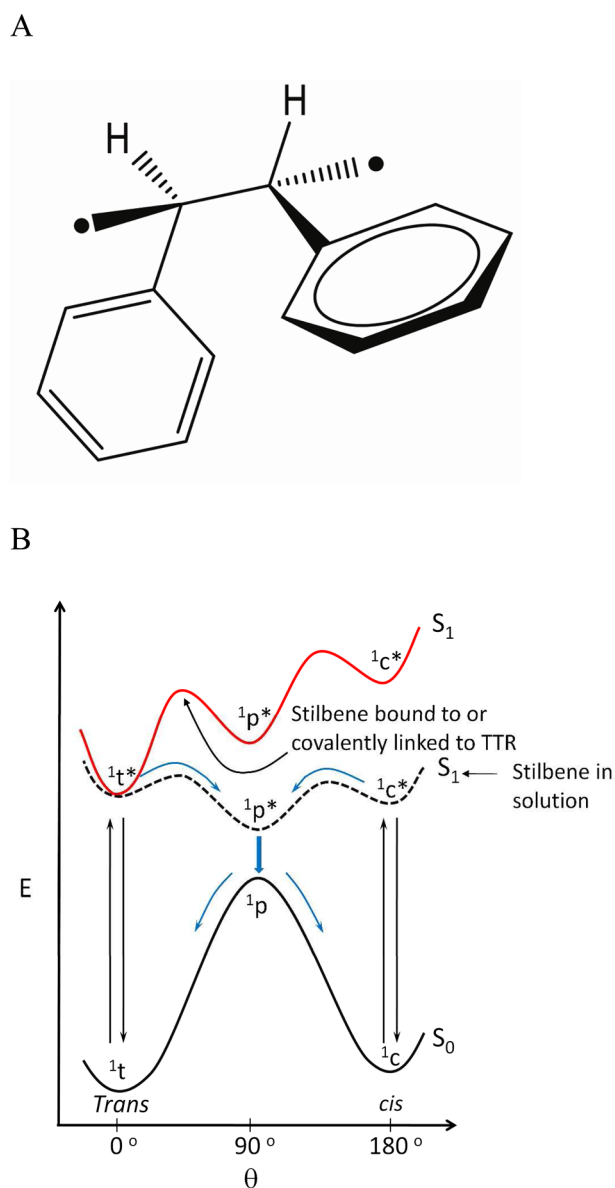 A
H
H
B
S₁
¹c*
¹p*
Stilbene bound to or
covalently linked to TTR
¹t*
S₁
Stilbene in
solution
¹c*
¹p*
E
¹p
S₀
¹t
¹c
Trans
cis
0 °
90 °
180 °
θ